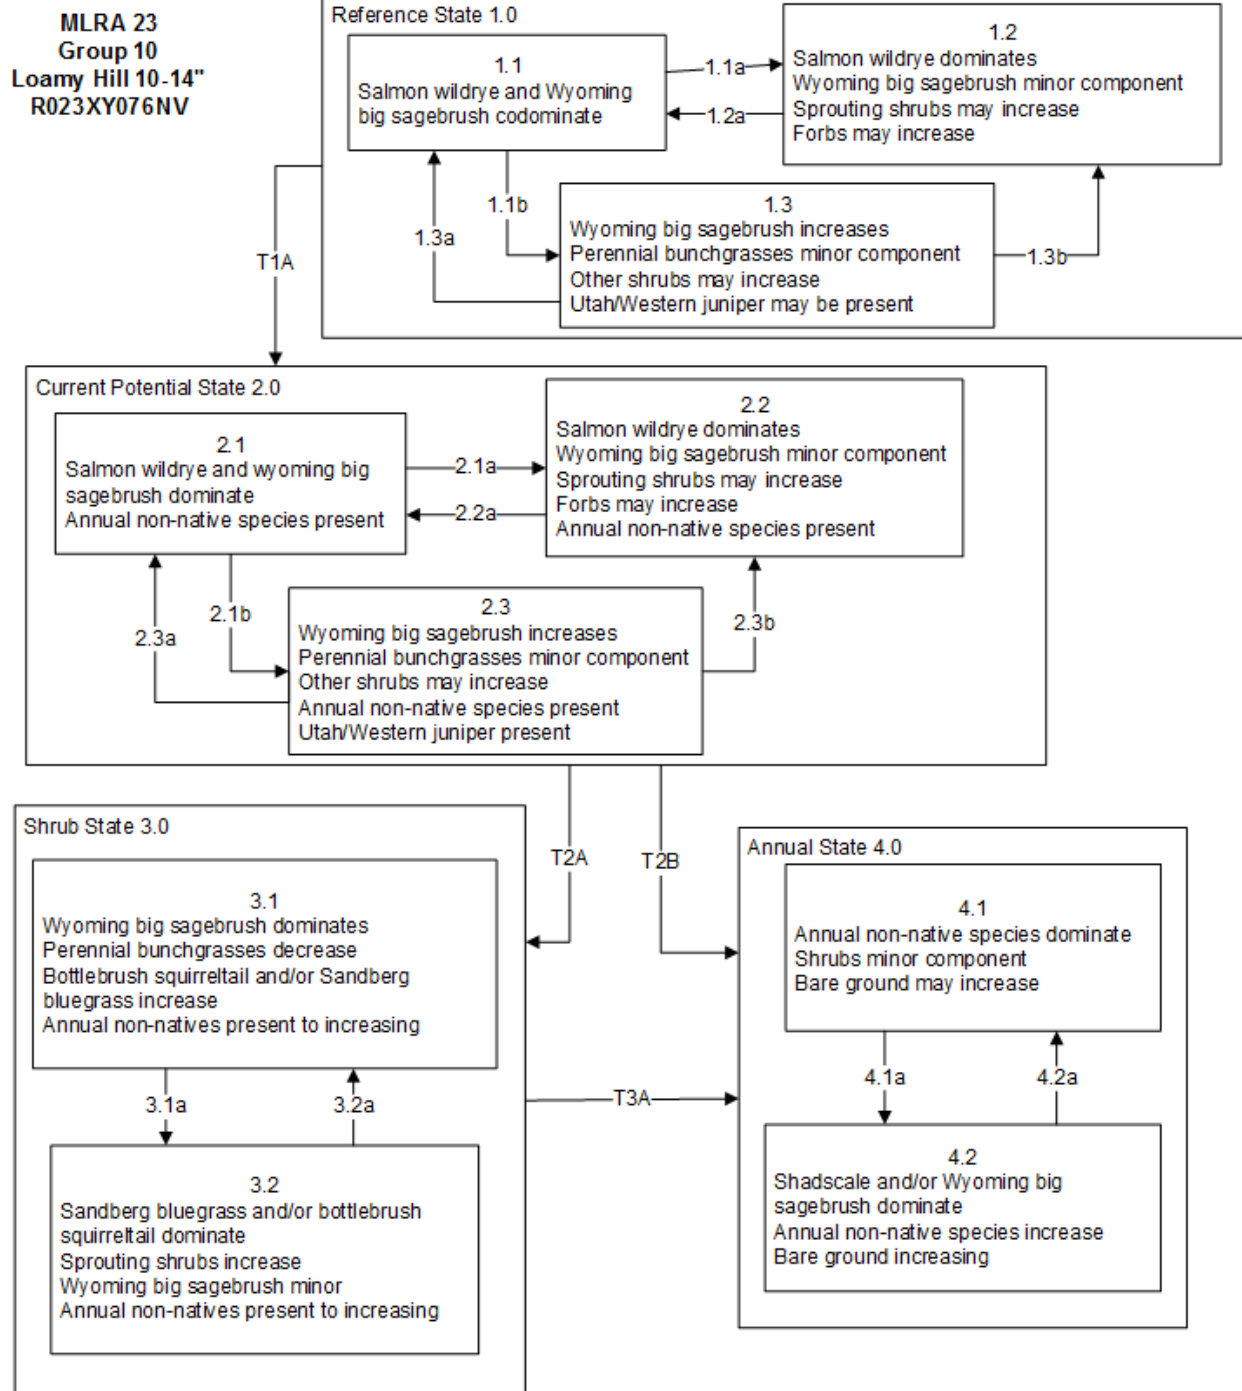 MLRA 23
Group 10
Loamy Hill 10-14"
R023XY076NV
Reference State 1.0
1.1
Salmon wildrye and Wyoming
big sagebrush codominate
1.1a
1.2a
1.2
Salmon wildrye dominates
Wyoming big sagebrush minor component
Sprouting shrubs may increase
Forbs may increase
1.1b
1.3a
1.3
Wyoming big sagebrush increases
Perennial bunchgrasses minor component
Other shrubs may increase
Utah/Western juniper may be present
1.3b
T1A
Current Potential State 2.0
2.1
Salmon wildrye and wyoming big
sagebrush dominate
Annual non-native species present
2.1a
2.2a
2.2
Salmon wildrye dominates
Wyoming big sagebrush minor component
Sprouting shrubs may increase
Forbs may increase
Annual non-native species present
2.1b
2.3a
2.3
Wyoming big sagebrush increases
Perennial bunchgrasses minor component
Other shrubs may increase
Annual non-native species present
Utah/Western juniper present
2.3b
T2A
T2B
Shrub State 3.0
3.1
Wyoming big sagebrush dominates
Perennial bunchgrasses decrease
Bottlebrush squirreltail and/or Sandberg
bluegrass increase
Annual non-natives present to increasing
3.1a
3.2a
3.2
Sandberg bluegrass and/or bottlebrush
squirreltail dominate
Sprouting shrubs increase
Wyoming big sagebrush minor
Annual non-natives present to increasing
T3A
Annual State 4.0
4.1
Annual non-native species dominate
Shrubs minor component
Bare ground may increase
4.1a
4.2a
4.2
Shadscale and/or Wyoming big
sagebrush dominate
Annual non-native species increase
Bare ground increasing